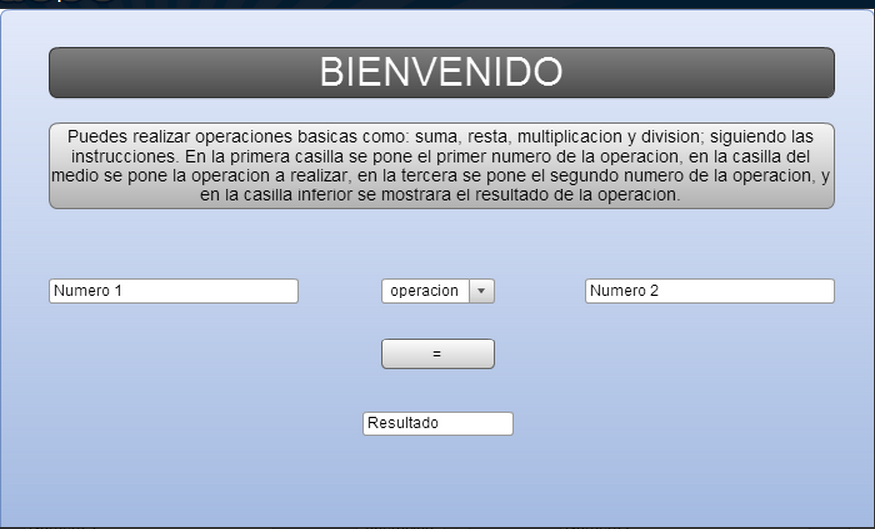 BIENVENIDO
Puedes realizar operaciones basicas como: suma, resta, multiplicacion y division; siguiendo las
instrucciones. En la primera casilla se pone el primer numero de la operacion, en la casilla del
medio se pone la operacion a realizar, en la tercera se pone el segundo numero de la operacion, y
en la casilla inferior se mostrara el resultado de la operacion.
Numero 1 operacion Numero 2
=
Resultado